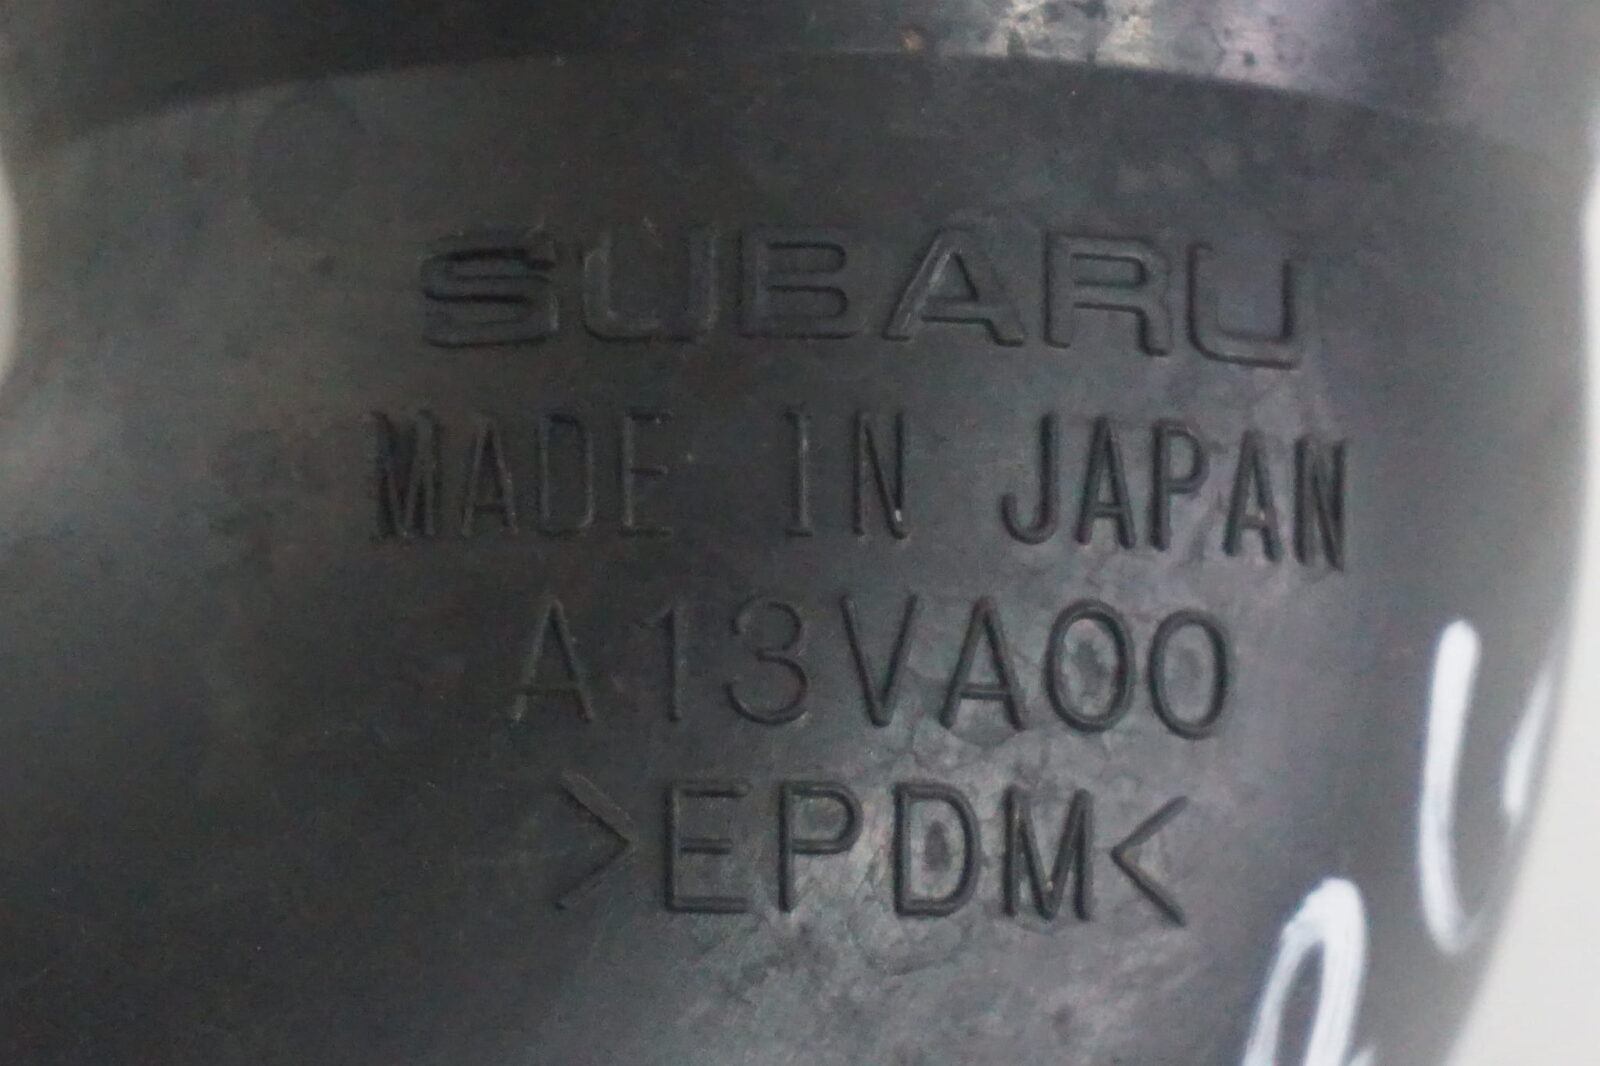 SUBARU
MADE IN JAPAN
A13VA00
>EPDM<